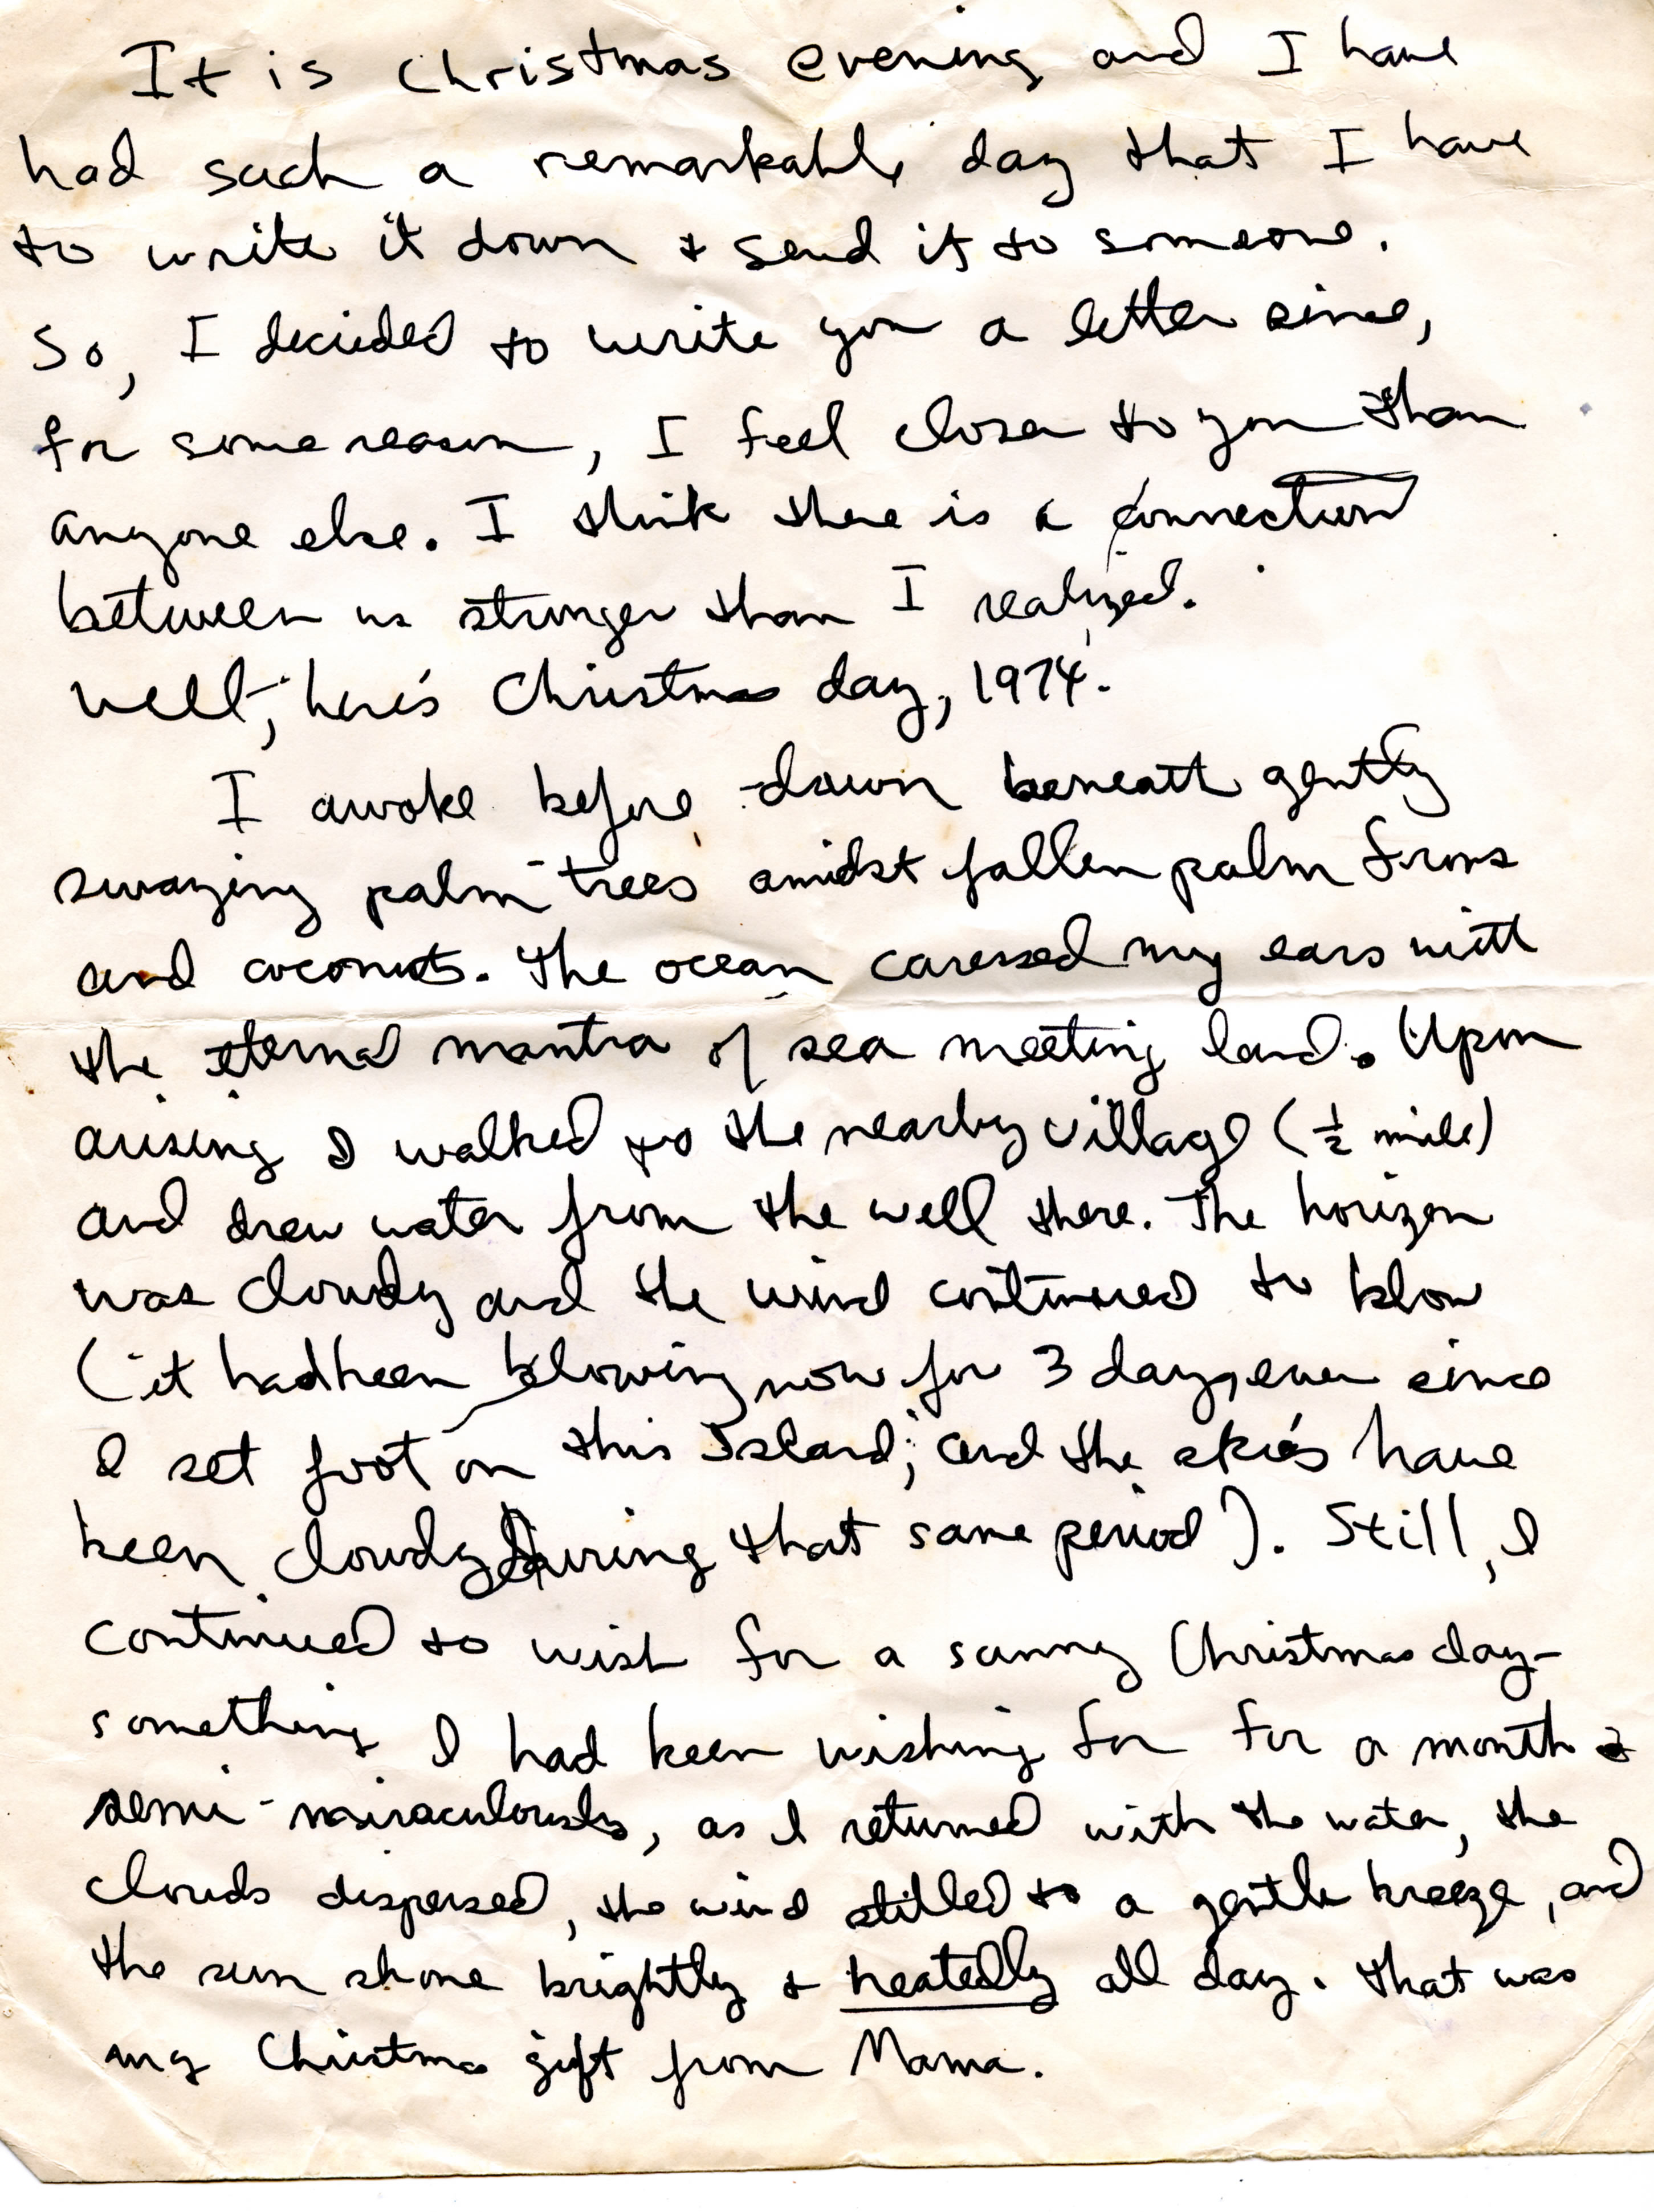 It is Christmas evening and I have
had such a remarkable day that I have
to write it down & send it to someone.
So, I decided to write you a letter since,
for some reason, I feel closer to you than
anyone else. I think there is a connection
between us stronger than I realized.
Well, here's Christmas day, 1974.
I awoke before dawn beneath gently
swaying palm trees amidst fallen palm
and coconuts. The ocean caressed my ears with
the eternal mantra of sea meeting land. Upon
arising I walked to the nearby village (½ mile)
and drew water from the well there. The horizon
was cloudy and the wind continued to blow
(it had been blowing now for 3 days, ever since
I set foot on this Island; and the skies have
been cloudy during that same period). Still, I
continued to wish for a sunny Christmas day-
something I had been wishing for for a month &
semi-miraculously, as I returned with the water, the
clouds dispersed, the wind stilled to a gentle breeze, and
the sun shone brightly & heatedly all day. That was
my Christmas gift from Mama.